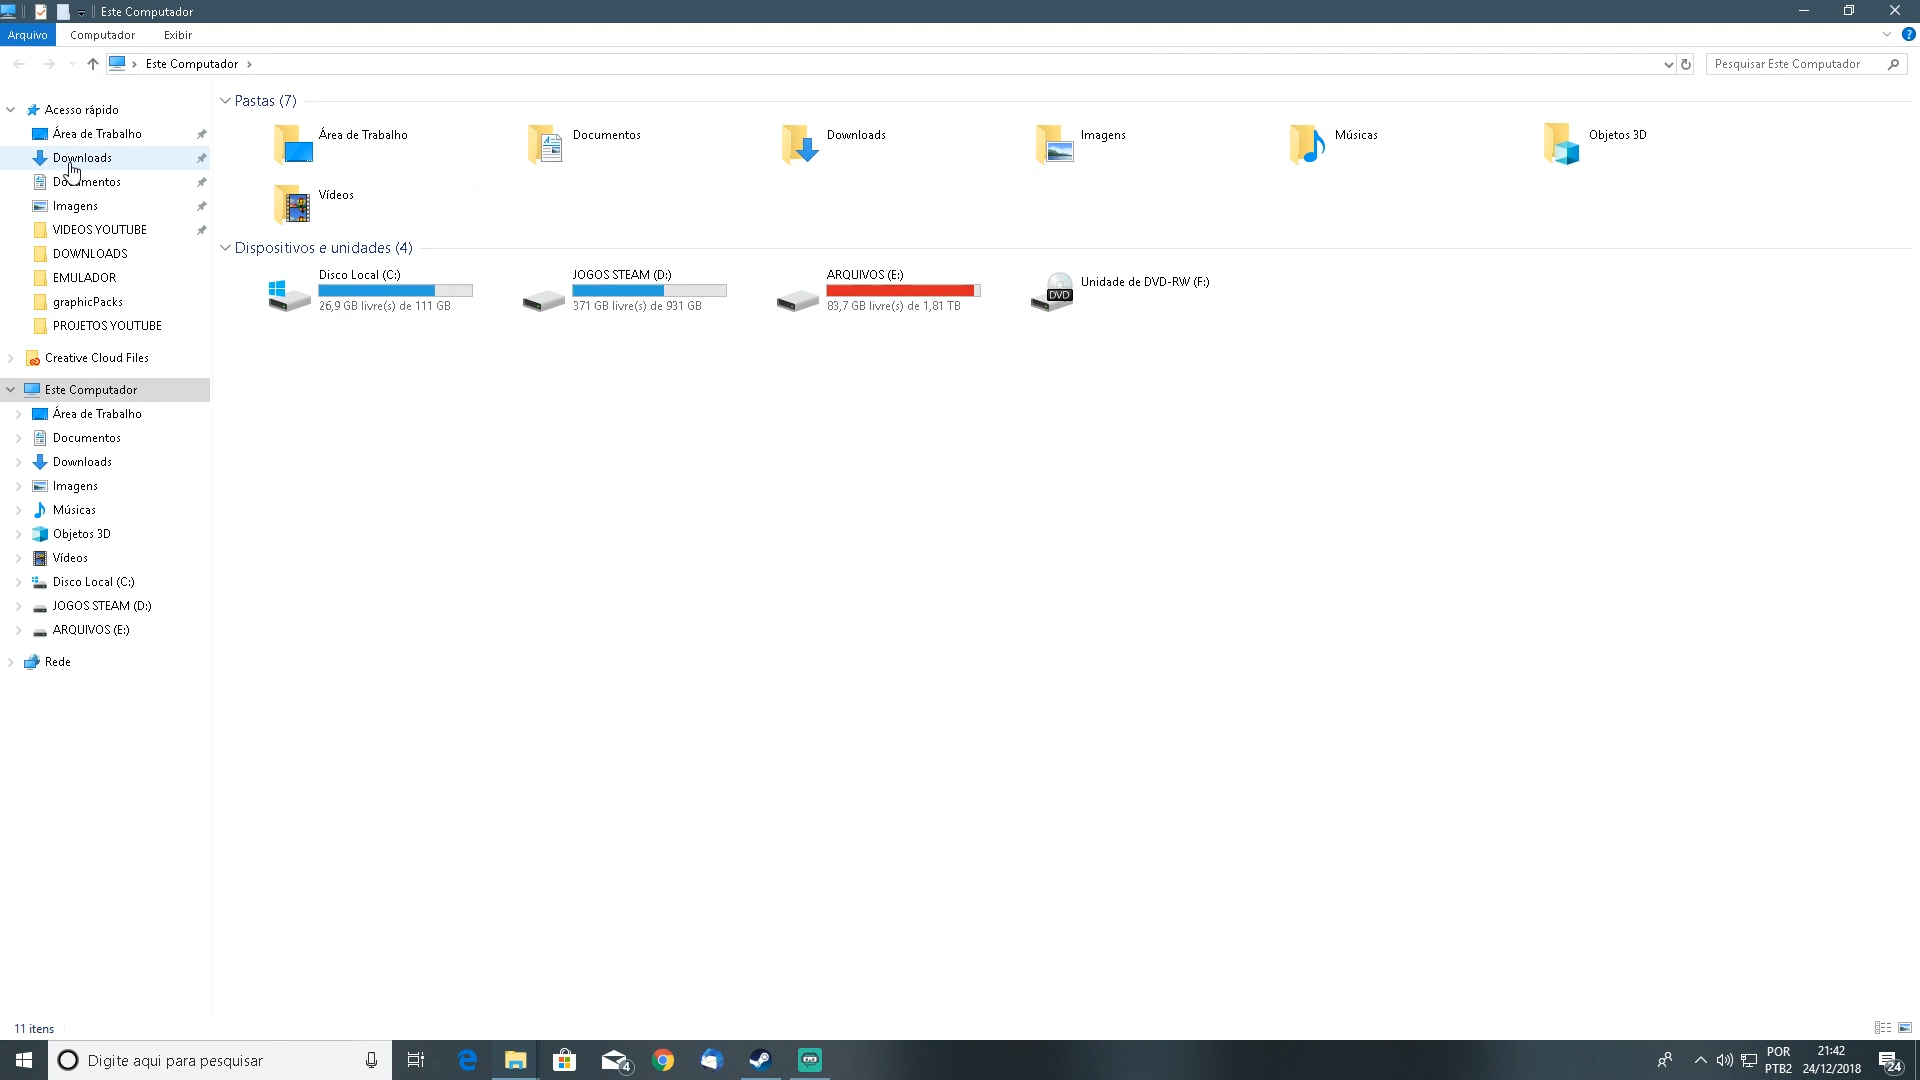 Este Computador
Arquivo
Computador
Exibir
Este Computador
Pesquisar Este Computador
Acesso rápido
Área de Trabalho
Downloads
Documentos
Imagens
VIDEOS YOUTUBE
DOWNLOADS
EMULADOR
graphicPacks
PROJETOS YOUTUBE
Creative Cloud Files
Este Computador
Área de Trabalho
Documentos
Downloads
Imagens
Músicas
Objetos 3D
Vídeos
Disco Local (C:)
JOGOS STEAM (D:)
ARQUIVOS (E:)
Rede
Pastas (7)
Área de Trabalho
Documentos
Downloads
Imagens
Músicas
Objetos 3D
Vídeos
Dispositivos e unidades (4)
Disco Local (C:)
26,9 GB livre(s) de 111 GB
JOGOS STEAM (D:)
371 GB livre(s) de 931 GB
ARQUIVOS (E:)
83,7 GB livre(s) de 1,81 TB
DVD
Unidade de DVD-RW (F:)
11 itens
Digite aqui para pesquisar
4
POR
PTB2
21:42
24/12/2018
24